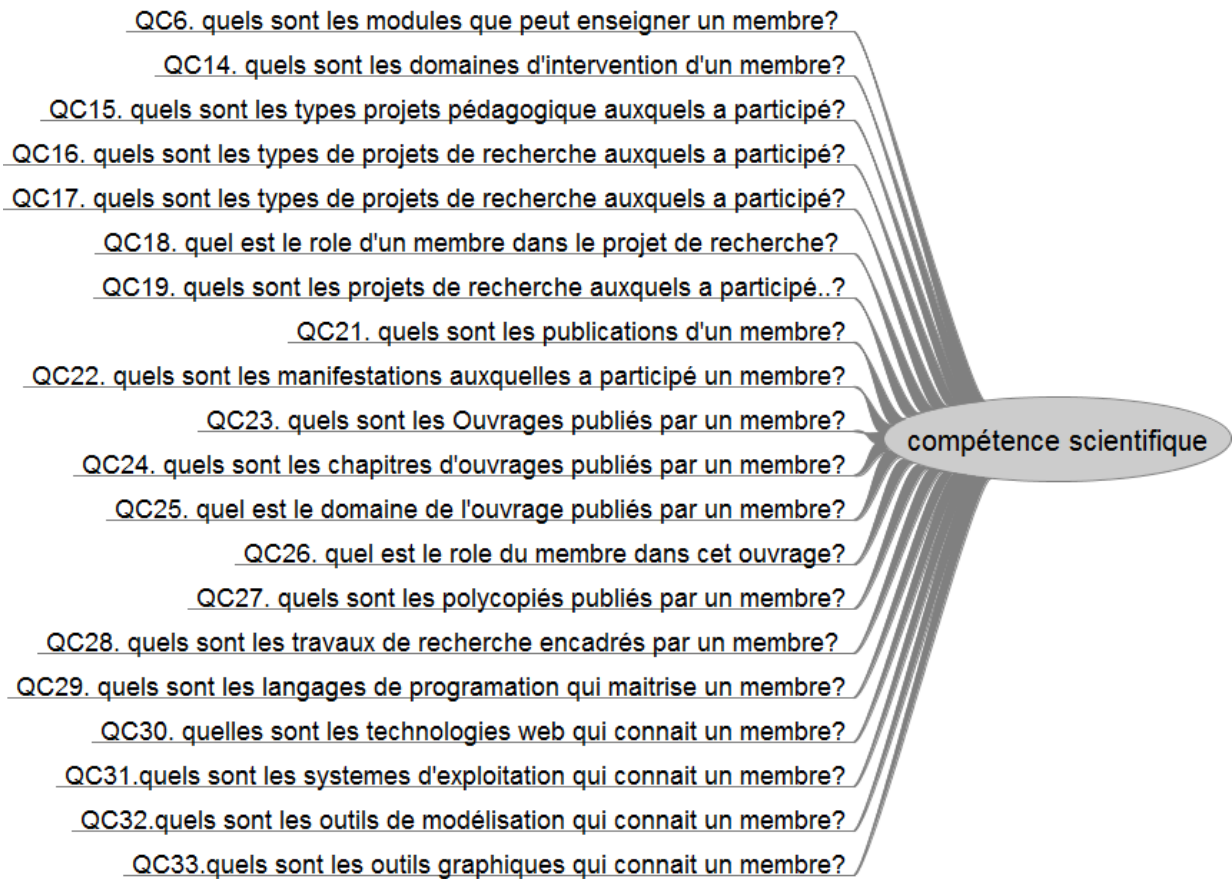 QC6. quels sont les modules que peut enseigner un membre?
QC14. quels sont les domaines d'intervention d'un membre?
QC15. quels sont les types projets pédagogique auxquels a participé?
QC16. quels sont les types de projets de recherche auxquels a participé?
QC17. quels sont les types de projets de recherche auxquels a participé?
QC18. quel est le role d'un membre dans le projet de recherche?
QC19. quels sont les projets de recherche auxquels a participé..?
QC21. quels sont les publications d'un membre?
QC22. quels sont les manifestations auxquelles a participé un membre?
QC23. quels sont les Ouvrages publiés par un membre?
QC24. quels sont les chapitres d'ouvrages publiés par un membre?
QC25. quel est le domaine de l'ouvrage publiés par un membre?
QC26. quel est le role du membre dans cet ouvrage?
QC27. quels sont les polycopiés publiés par un membre?
QC28. quels sont les travaux de recherche encadrés par un membre?
QC29. quels sont les langages de programation qui maitrise un membre?
QC30. quelles sont les technologies web qui connait un membre?
QC31.quels sont les systemes d'exploitation qui connait un membre?
QC32.quels sont les outils de modélisation qui connait un membre?
QC33.quels sont les outils graphiques qui connait un membre?
compétence scientifique